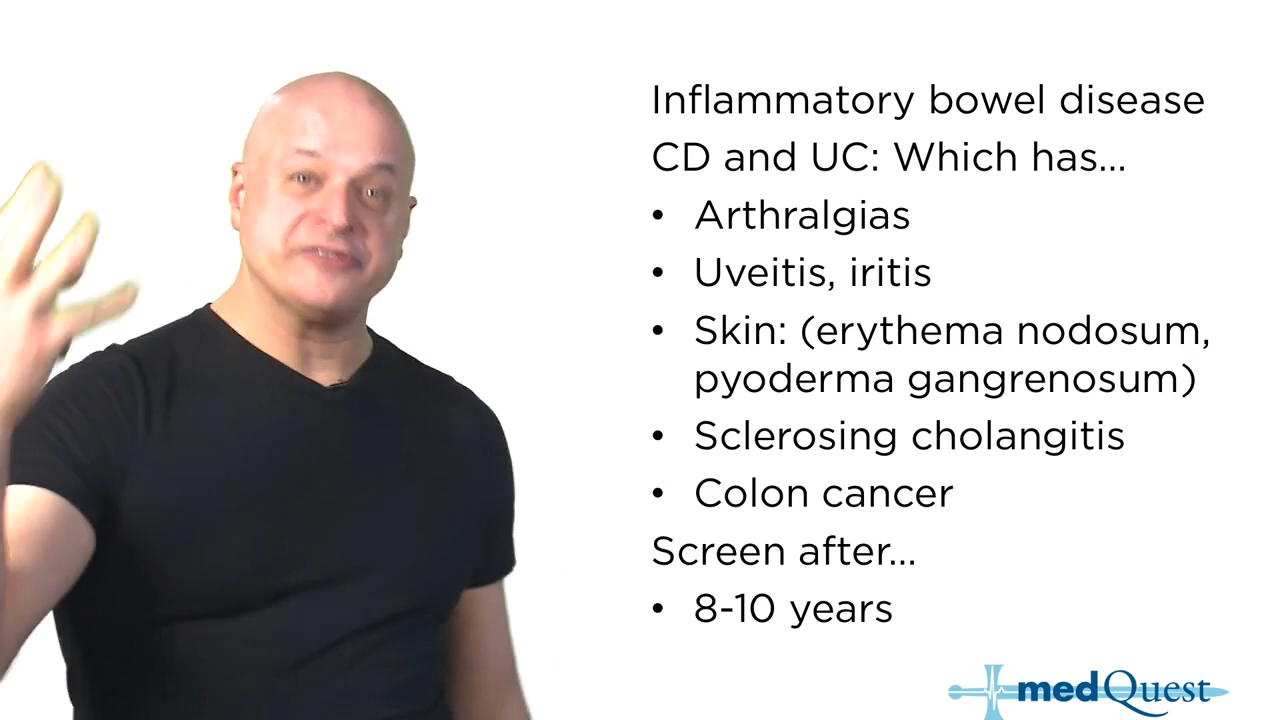 Inflammatory bowel disease
CD and UC: Which has...
• Arthralgias
• Uveitis, iritis
• Skin: (erythema nodosum,
pyoderma gangrenosum)
• Sclerosing cholangitis
• Colon cancer
Screen after...
• 8-10 years
medQuest